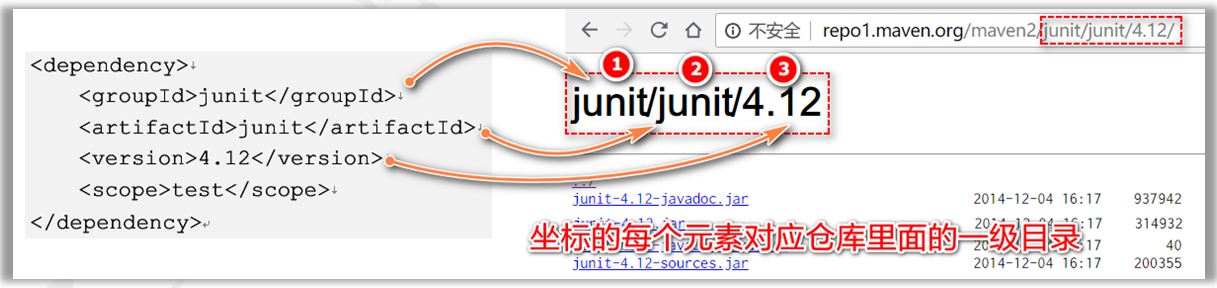 <dependency>↓
<groupId>junit</groupId>↓
<artifactId>junit</artifactId>↓
<version>4.12</version>↓
<scope>test</scope>↓
</dependency>↵
不安全 repo1.maven.org/maven2/junit/junit/4.12/
1 2 3
junit/junit/4.12
../
junit-4.12-javadoc.jar 2014-12-04 16:17 937942
junit-4.12.jar 2014-12-04 16:17 314932
2014-12-04 16:17 40
junit-4.12-sources.jar 2014-12-04 16:17 200355
坐标的每个元素对应仓库里面的一级目录